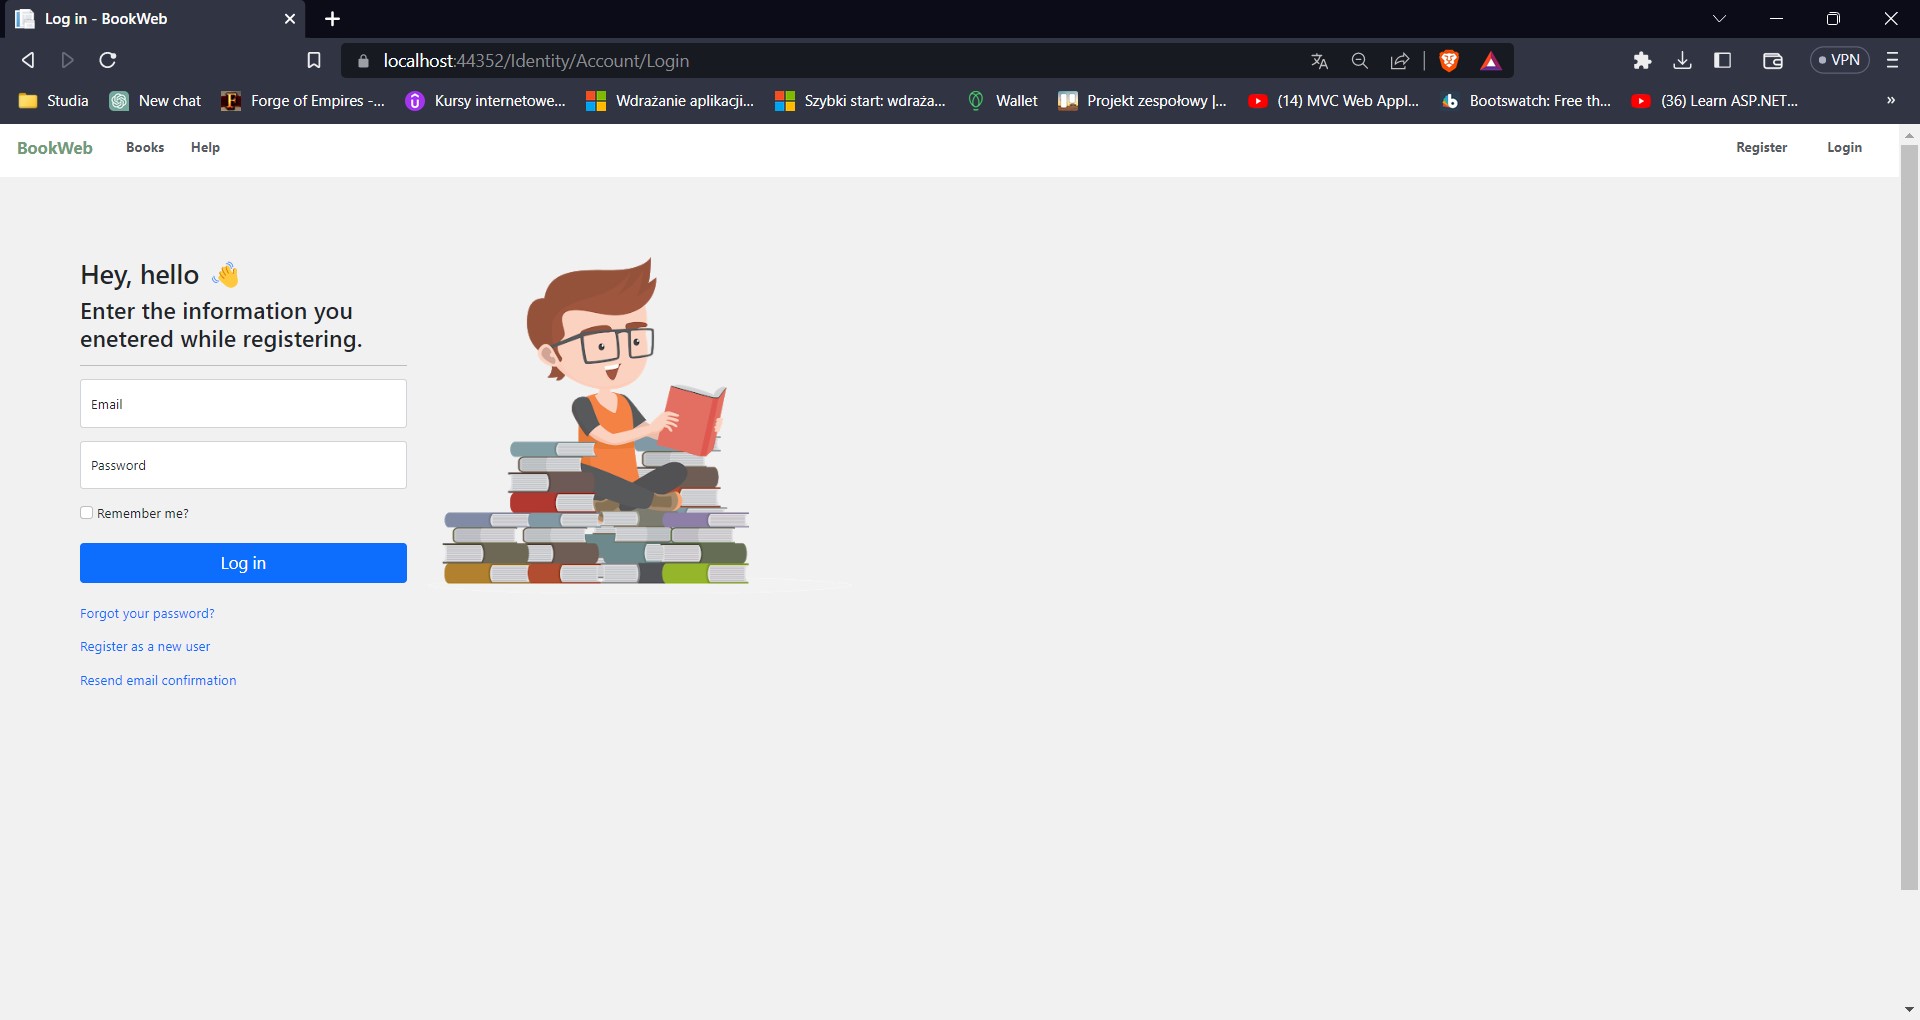 Log in - BookWeb
localhost:44352/Identity/Account/Login
VPN
Studia
New chat
Forge of Empires -...
Kursy internetowe...
Wdrażanie aplikacji...
Szybki start: wdraża...
Wallet
Projekt zespołowy |...
(14) MVC Web Appl...
Bootswatch: Free th...
(36) Learn ASP.NET...
»
BookWeb
Books
Help
Register
Login
Hey, hello 👋
Enter the information you
enetered while registering.
Email
Password
Remember me?
Log in
Forgot your password?
Register as a new user
Resend email confirmation